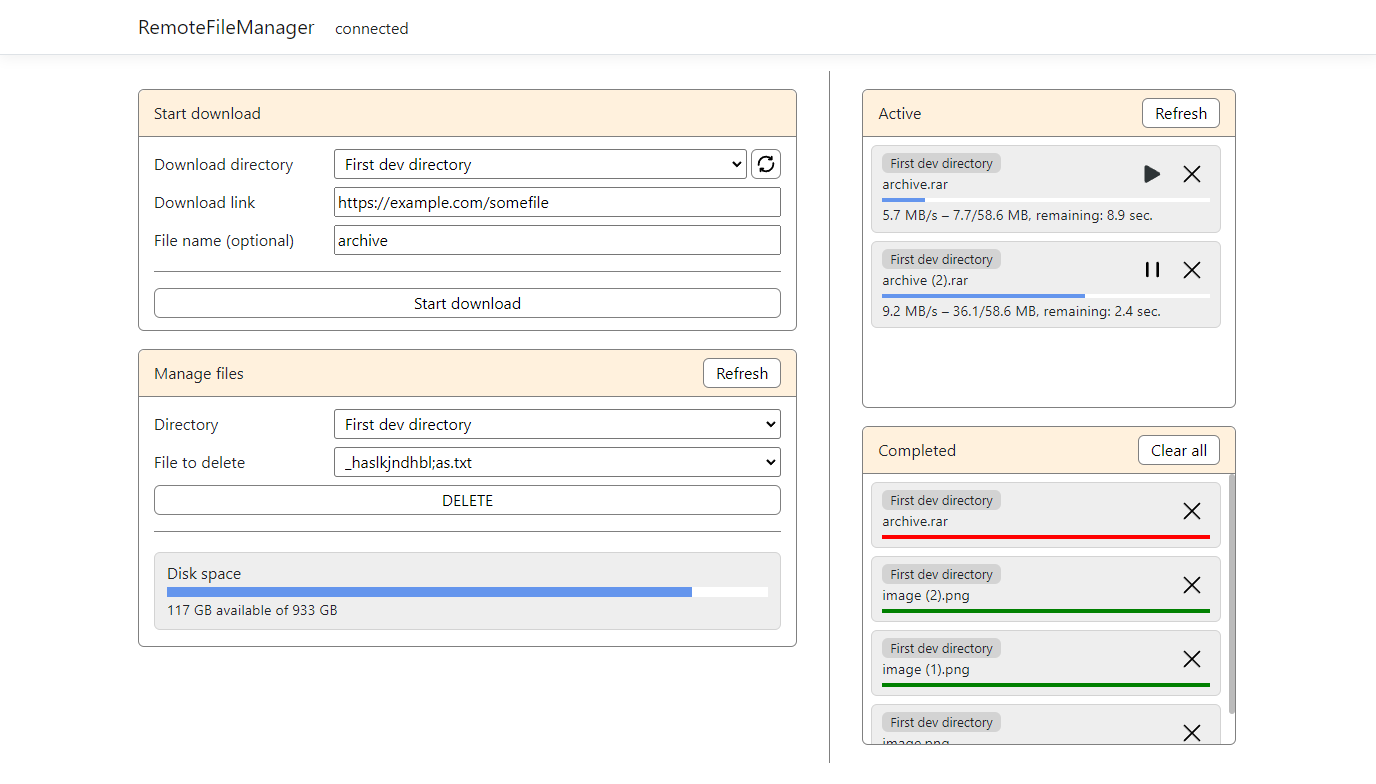 RemoteFileManager connected
Start download
Download directory First dev directory
Download link https://example.com/somefile
File name (optional) archive
Start download
Manage files Refresh
Directory First dev directory
File to delete _haslkjndhbl;as.txt
DELETE
Disk space
117 GB available of 933 GB
Active Refresh
First dev directory
archive.rar
5.7 MB/s – 7.7/58.6 MB, remaining: 8.9 sec.
First dev directory
archive (2).rar
9.2 MB/s – 36.1/58.6 MB, remaining: 2.4 sec.
Completed Clear all
First dev directory
archive.rar
First dev directory
image (2).png
First dev directory
image (1).png
First dev directory
image.png